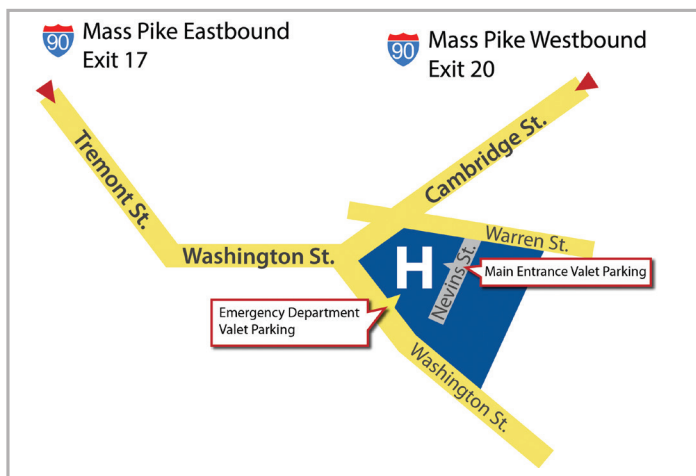 90
Mass Pike Eastbound
Exit 17
90
Mass Pike Westbound
Exit 20
Tremont St.
Cambridge St.
Washington St.
Warren St.
H
Nevins St.
Main Entrance Valet Parking
Emergency Department
Valet Parking
Washington St.